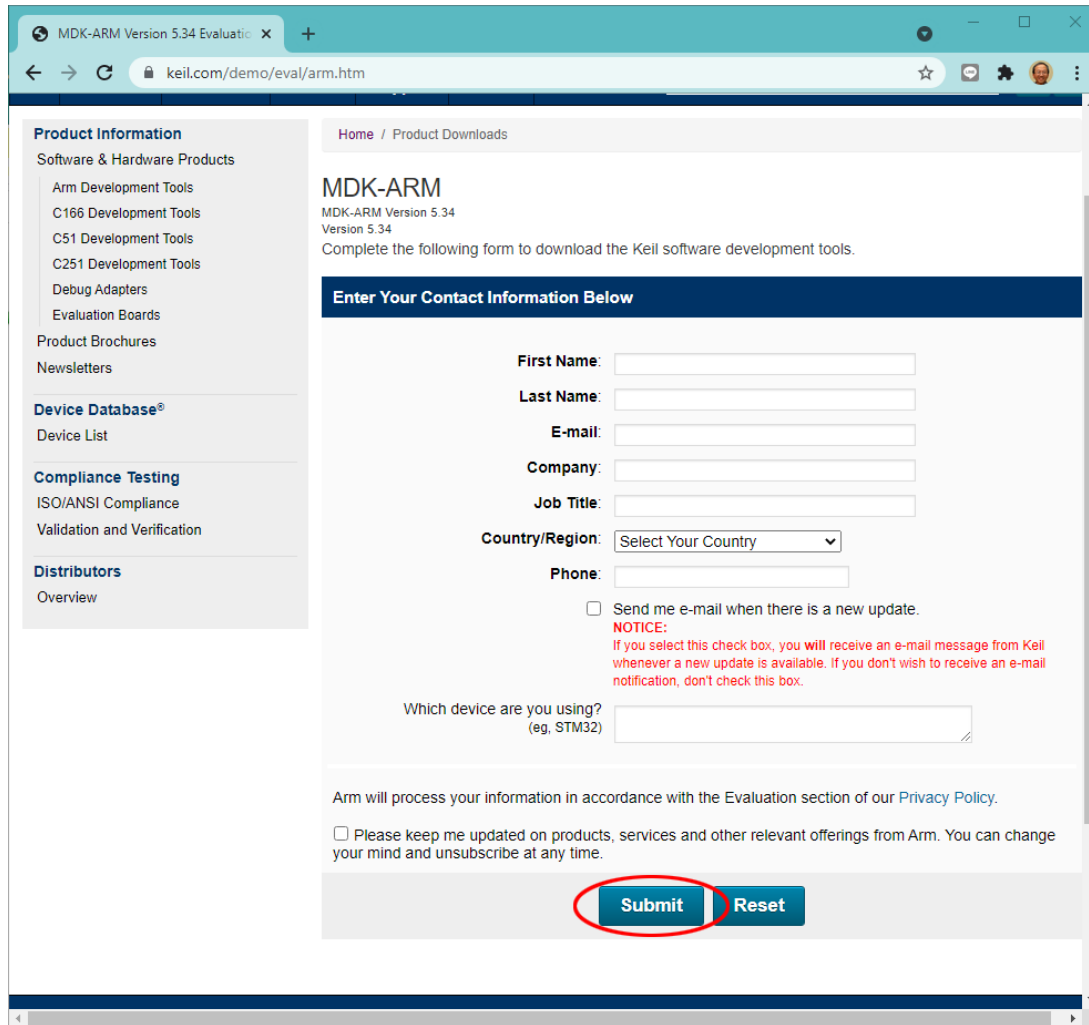 MDK-ARM Version 5.34 Evaluatio
keil.com/demo/eval/arm.htm
Product Information
Software & Hardware Products
Arm Development Tools
C166 Development Tools
C51 Development Tools
C251 Development Tools
Debug Adapters
Evaluation Boards
Product Brochures
Newsletters
Device Database®
Device List
Compliance Testing
ISO/ANSI Compliance
Validation and Verification
Distributors
Overview
Home / Product Downloads
MDK-ARM
MDK-ARM Version 5.34
Version 5.34
Complete the following form to download the Keil software development tools.
Enter Your Contact Information Below
First Name:
Last Name:
E-mail:
Company:
Job Title:
Country/Region: Select Your Country
Phone:
Send me e-mail when there is a new update.
NOTICE:
If you select this check box, you will receive an e-mail message from Keil
whenever a new update is available. If you don't wish to receive an e-mail
notification, don't check this box.
Which device are you using?
(eg, STM32)
Arm will process your information in accordance with the Evaluation section of our Privacy Policy.
Please keep me updated on products, services and other relevant offerings from Arm. You can change
your mind and unsubscribe at any time.
Submit Reset